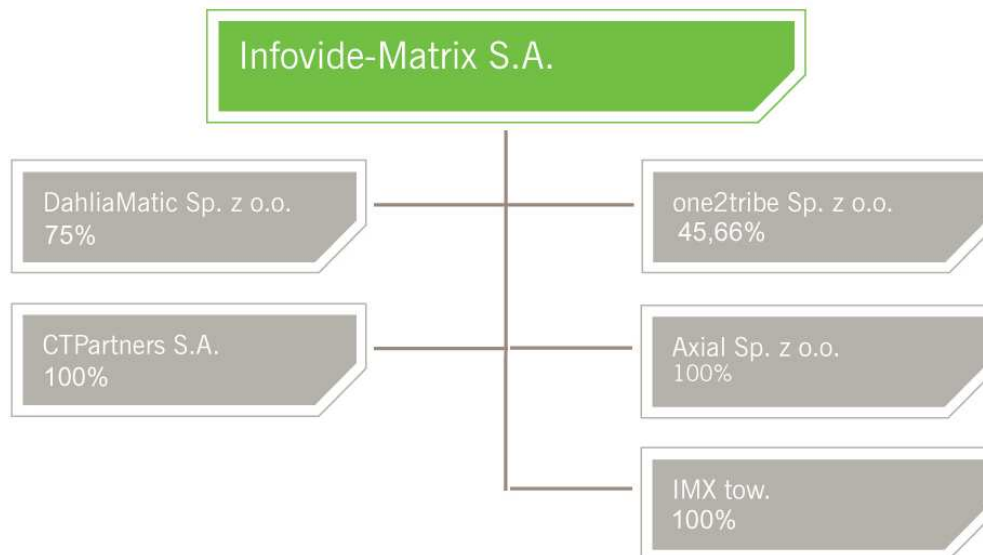 Infovide-Matrix S.A.
DahliaMatic Sp. z o.o.
75%
one2tribe Sp. z o.o.
45,66%
CTPartners S.A.
100%
Axial Sp. z o.o.
100%
IMX tow.
100%